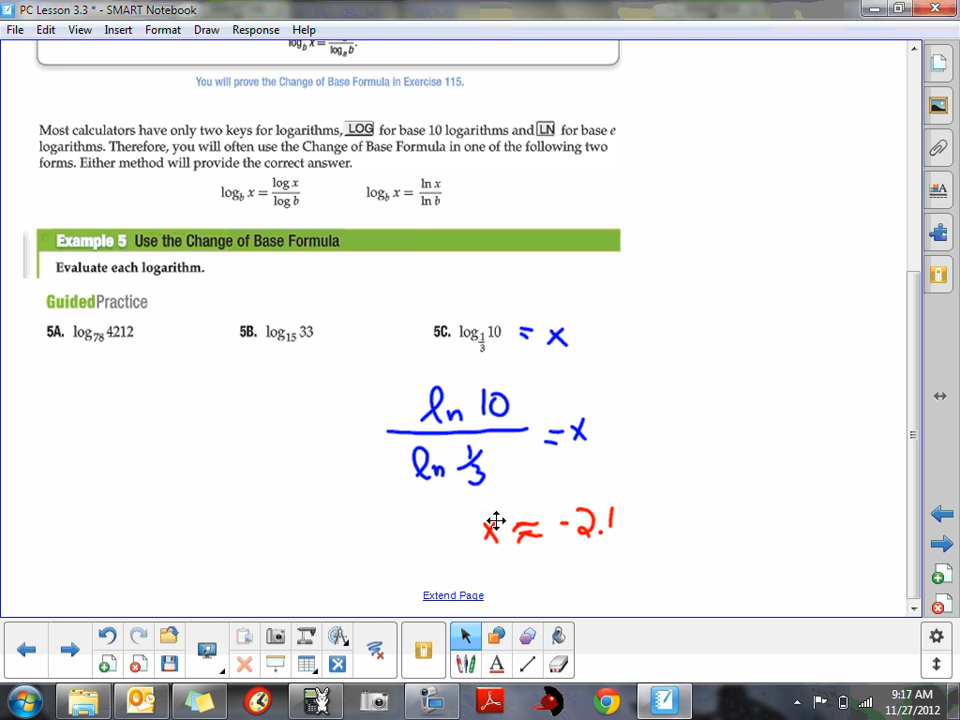 PC Lesson 3.3 * - SMART Notebook
File Edit View Insert Format Draw Response Help
log_b x = log_a b.
You will prove the Change of Base Formula in Exercise 115.
Most calculators have only two keys for logarithms, LOG for base 10 logarithms and LN for base e
logarithms. Therefore, you will often use the Change of Base Formula in one of the following two
forms. Either method will provide the correct answer.
log_b x = log x / log b log_b x = ln x / ln b
Example 5 Use the Change of Base Formula
Evaluate each logarithm.
GuidedPractice
5A. log_78 4212 5B. log_15 33 5C. log_1/3 10 = x
ln 10 / ln 1/3 = x
x ≈ -2.1
Extend Page
9:17 AM
11/27/2012